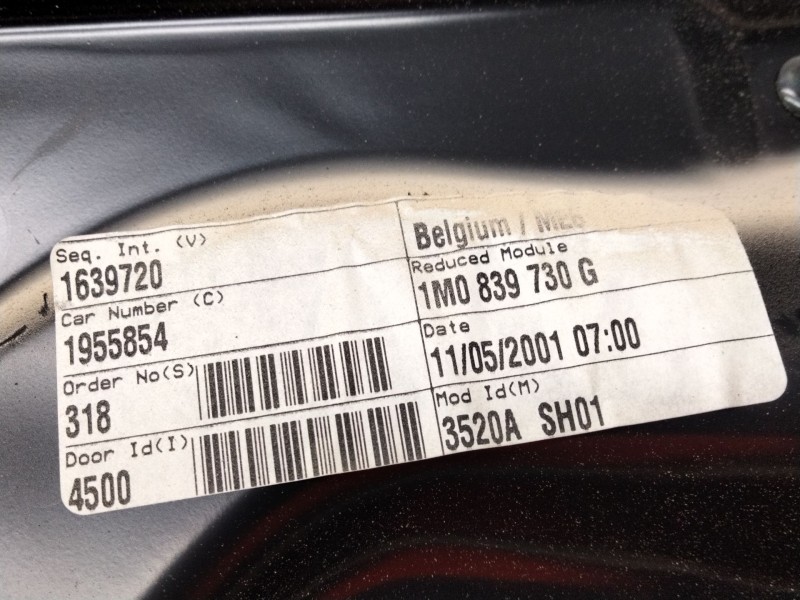 Seq. Int. (V)
1639720
Car Number (C)
1955854
Order No(S)
318
Door Id(I)
4500
Belgium /
Reduced Module
1M0 839 730 G
Date
11/05/2001 07:00
Mod Id(M)
3520A SH01